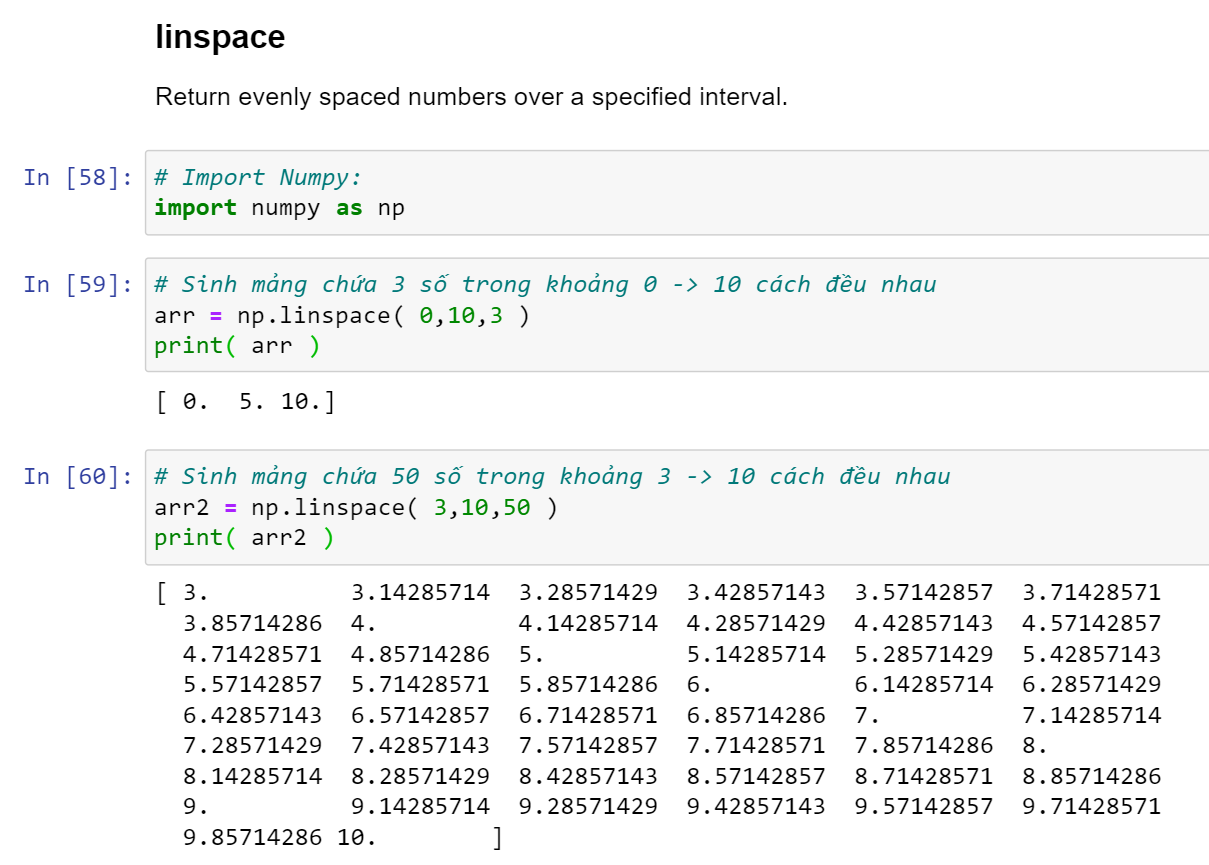 linspace
Return evenly spaced numbers over a specified interval.
In [58]: # Import Numpy:
import numpy as np
In [59]: # Sinh mảng chứa 3 số trong khoảng 0 -> 10 cách đều nhau
arr = np.linspace( 0,10,3 )
print( arr )
[ 0.  5. 10.]
In [60]: # Sinh mảng chứa 50 số trong khoảng 3 -> 10 cách đều nhau
arr2 = np.linspace( 3,10,50 )
print( arr2 )
[ 3.          3.14285714  3.28571429  3.42857143  3.57142857  3.71428571
  3.85714286  4.          4.14285714  4.28571429  4.42857143  4.57142857
  4.71428571  4.85714286  5.          5.14285714  5.28571429  5.42857143
  5.57142857  5.71428571  5.85714286  6.          6.14285714  6.28571429
  6.42857143  6.57142857  6.71428571  6.85714286  7.          7.14285714
  7.28571429  7.42857143  7.57142857  7.71428571  7.85714286  8.
  8.14285714  8.28571429  8.42857143  8.57142857  8.71428571  8.85714286
  9.          9.14285714  9.28571429  9.42857143  9.57142857  9.71428571
  9.85714286 10.        ]